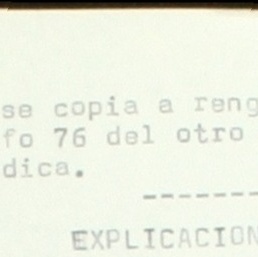 se copia a reng
fo 76 del otro
dica.
---------
EXPLICACION